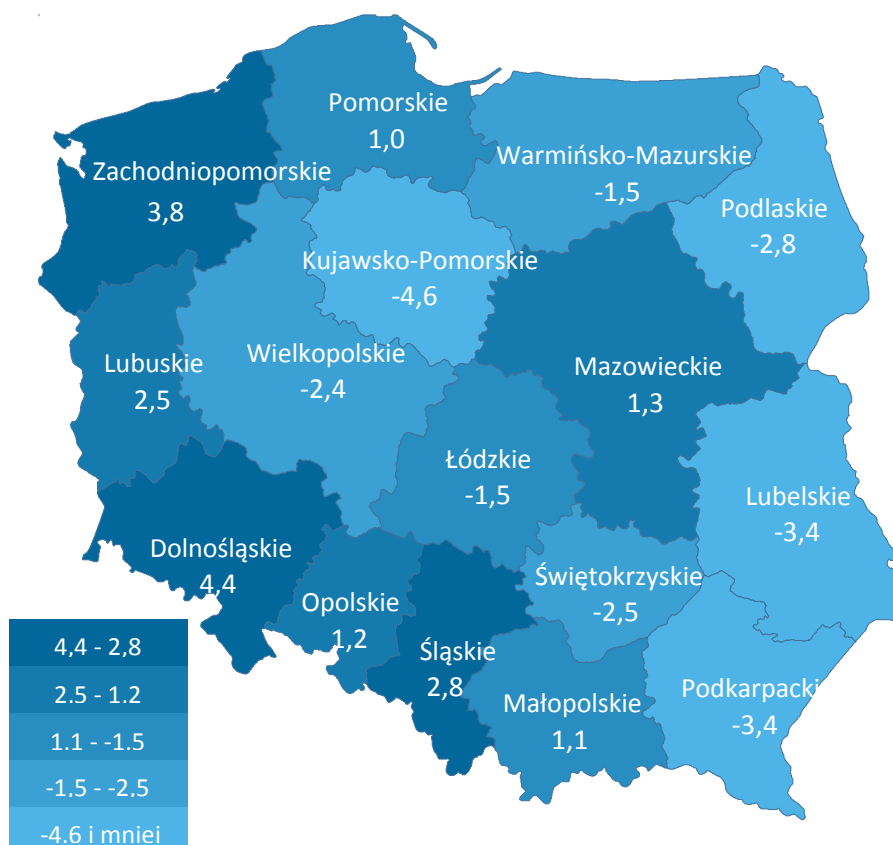 Pomorskie
1,0
Warmińsko-Mazurskie
-1,5
Zachodniopomorskie
3,8
Podlaskie
-2,8
Kujawsko-Pomorskie
-4,6
Lubuskie
2,5
Wielkopolskie
-2,4
Mazowieckie
1,3
Łódzkie
-1,5
Lubelskie
-3,4
Dolnośląskie
4,4
Świętokrzyskie
-2,5
Opolskie
1,2
Śląskie
2,8
Małopolskie
1,1
Podkarpacki
-3,4
4,4 - 2,8
2.5 - 1.2
1.1 - -1.5
-1,5 - -2,5
-4.6 i mniej